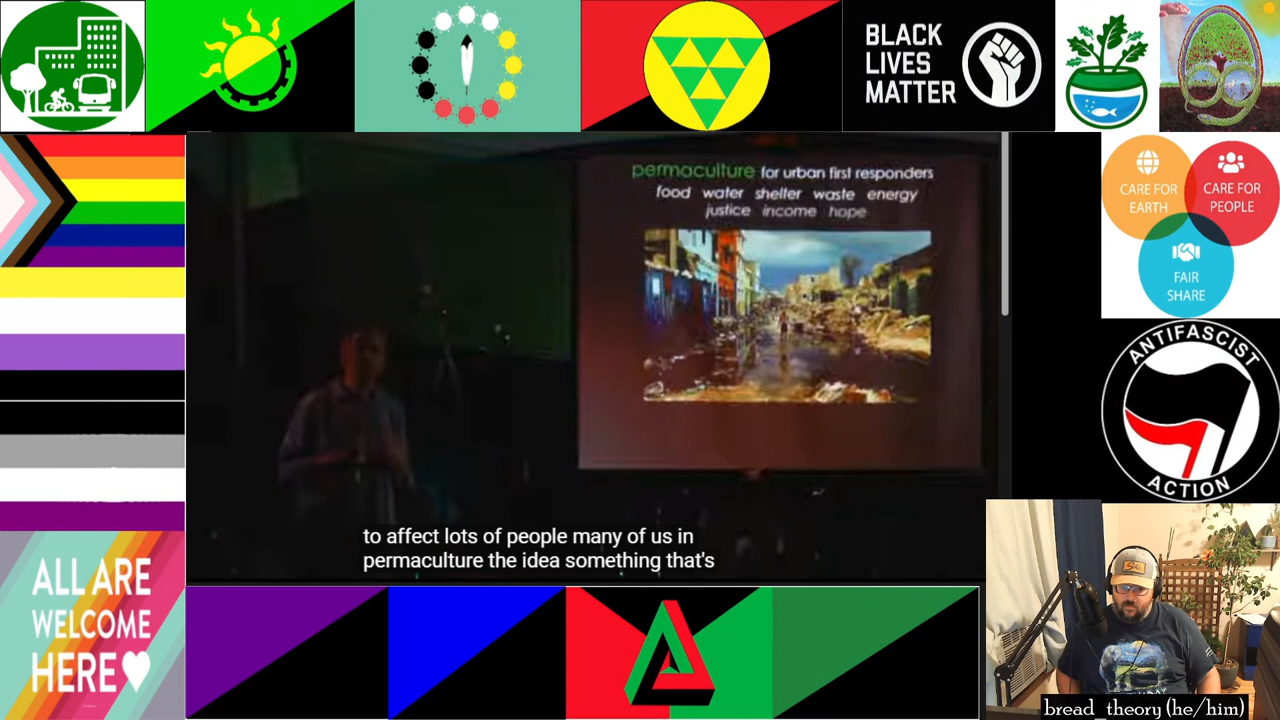 BLACK
LIVES
MATTER
permaculture for urban first responders
food water shelter waste energy
justice income hope
CARE FOR
EARTH
CARE FOR
PEOPLE
FAIR
SHARE
ANTIFASCIST
ACTION
to affect lots of people many of us in
permaculture the idea something that's
ALL ARE
WELCOME
HERE
bread theory (he/him)